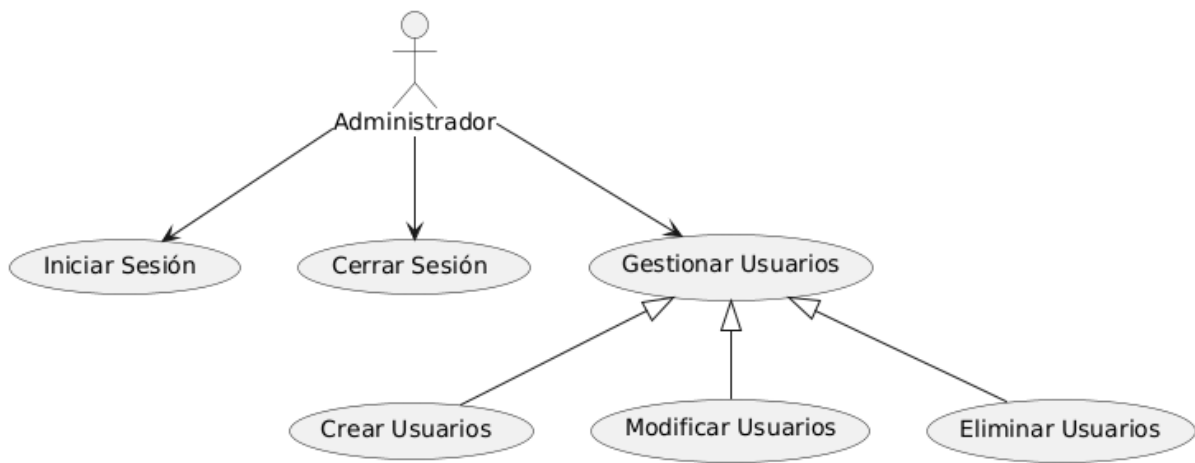 Administrador
Iniciar Sesión
Cerrar Sesión
Gestionar Usuarios
Crear Usuarios
Modificar Usuarios
Eliminar Usuarios